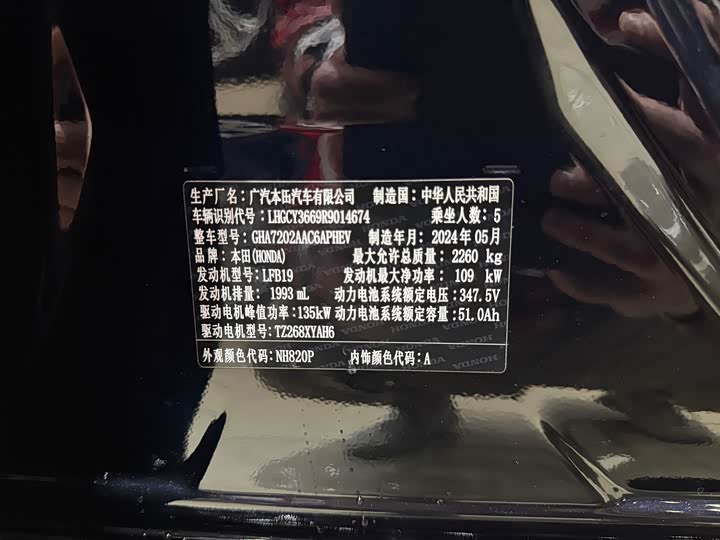 生产厂名：广汽本田汽车有限公司 制造国：中华人民共和国
车辆识别代号：LHGCY3669R9014674 乘坐人数：5
整车型号：GHA7202AAC6APHEV 制造年月：2024年05月
品牌：本田(HONDA) 最大允许总质量：2260 kg
发动机型号：LFB19 发动机最大净功率：109 kW
发动机排量：1993 mL 动力电池系统额定电压：347.5V
驱动电机峰值功率：135kW 动力电池系统额定容量：51.0Ah
驱动电机型号：TZ268XYAH6
外观颜色代码：NH820P 内饰颜色代码：A